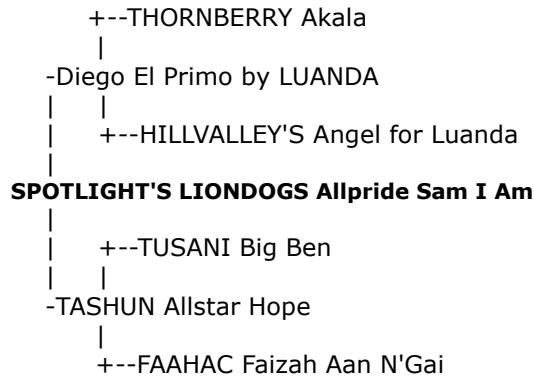 +--THORNBERRY Akala
|
-Diego El Primo by LUANDA
| |
| +--HILLVALLEY'S Angel for Luanda
|
SPOTLIGHT'S LIONDOGS Allpride Sam I Am
|
| +--TUSANI Big Ben
| |
-TASHUN Allstar Hope
|
+--FAAHAC Faizah Aan N'Gai